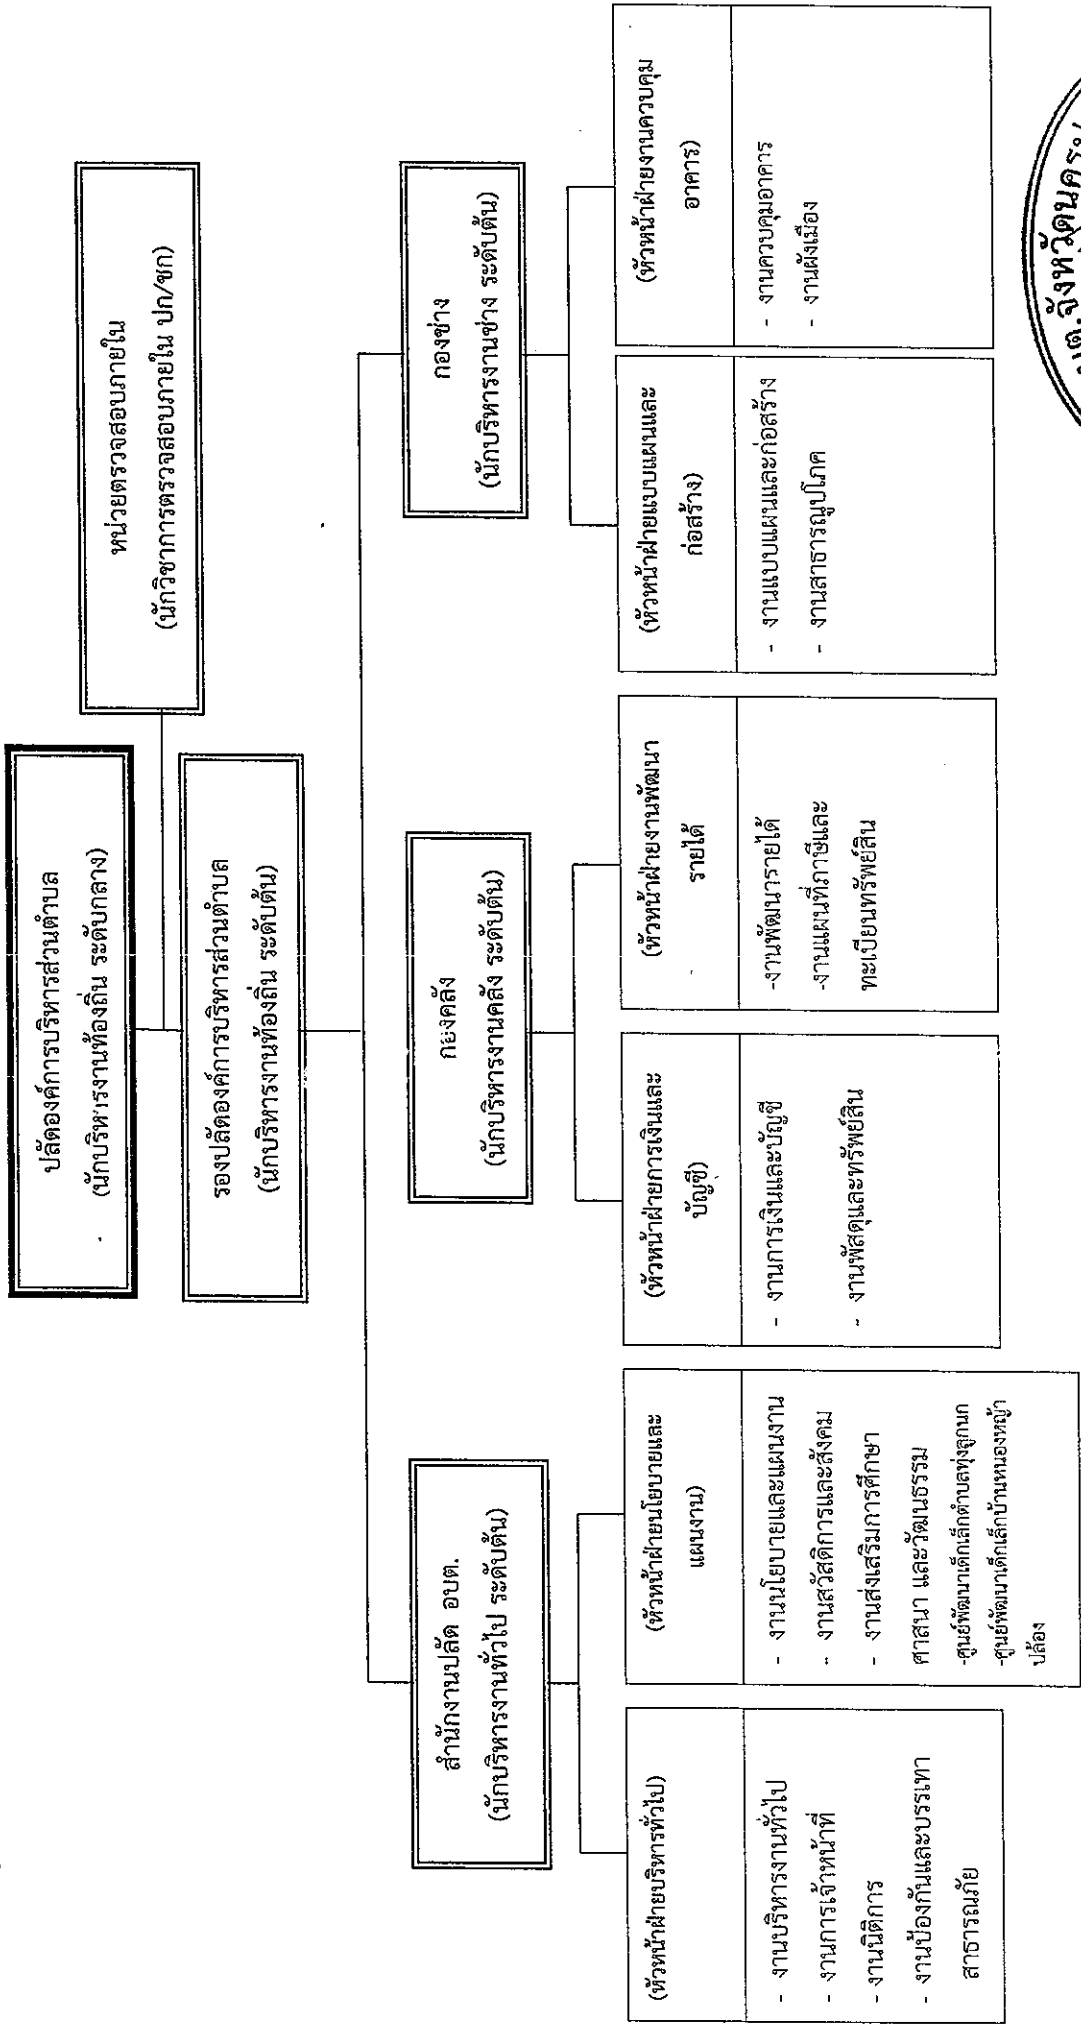 ปลัดองค์การบริหารส่วนตำบล
(นักบริหารงานท้องถิ่น ระดับกลาง)
หน่วยตรวจสอบภายใน
(นักวิชาการตรวจสอบภายใน ปก/ชก)
รองปลัดองค์การบริหารส่วนตำบล
(นักบริหารงานท้องถิ่น ระดับต้น)
สำนักงานปลัด อบต.
(นักบริหารงานทั่วไป ระดับต้น)
กองคลัง
(นักบริหารงานคลัง ระดับต้น)
กองช่าง
(นักบริหารงานช่าง ระดับต้น)
(หัวหน้าฝ่ายบริหารทั่วไป)
- งานบริหารงานทั่วไป
- งานการเจ้าหน้าที่
- งานนิติการ
- งานป้องกันและบรรเทา
สาธารณภัย
(หัวหน้าฝ่ายนโยบายและ
แผนงาน)
- งานนโยบายและแผนงาน
- งานสวัสดิการและสังคม
- งานส่งเสริมการศึกษา
ศาสนา และวัฒนธรรม
-ศูนย์พัฒนาเด็กเล็กตำบลทุ่งลูกนก
-ศูนย์พัฒนาเด็กเล็กบ้านหนองหญ้า
ปล้อง
(หัวหน้าฝ่ายการเงินและ
บัญชี)
- งานการเงินและบัญชี
- งานพัสดุและทรัพย์สิน
(หัวหน้าฝ่ายงานพัฒนา
รายได้
-งานพัฒนารายได้
-งานแผนที่ภาษีและ
ทะเบียนทรัพย์สิน
(หัวหน้าฝ่ายแบบแผนและ
ก่อสร้าง)
- งานแบบแผนและก่อสร้าง
- งานสาธารณูปโภค
(หัวหน้าฝ่ายงานควบคุม
อาคาร)
- งานควบคุมอาคาร
- งานผังเมือง
จังหวัดนครป